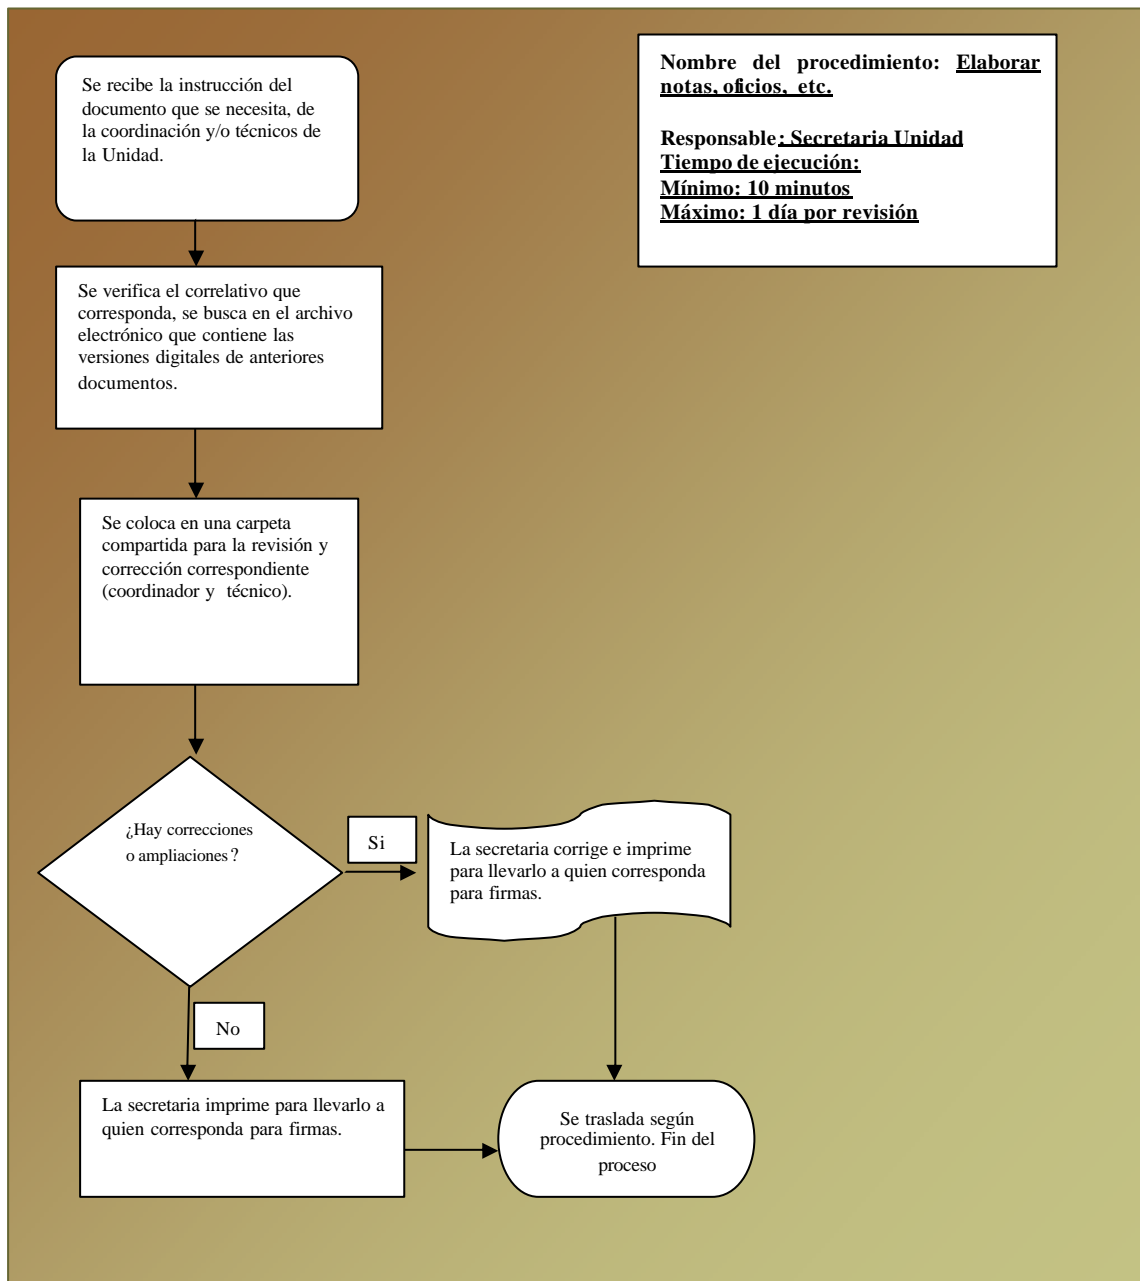 Se recibe la instrucción del
documento que se necesita, de
la coordinación y/o técnicos de
la Unidad.
Nombre del procedimiento: Elaborar
notas, oficios, etc.
Responsable: Secretaria Unidad
Tiempo de ejecución:
Mínimo: 10 minutos
Máximo: 1 día por revisión
Se verifica el correlativo que
corresponda, se busca en el archivo
electrónico que contiene las
versiones digitales de anteriores
documentos.
Se coloca en una carpeta
compartida para la revisión y
corrección correspondiente
(coordinador y técnico).
¿Hay correcciones
o ampliaciones?
Si
La secretaria corrige e imprime
para llevarlo a quien corresponda
para firmas.
No
La secretaria imprime para llevarlo a
quien corresponda para firmas.
Se traslada según
procedimiento. Fin del
proceso